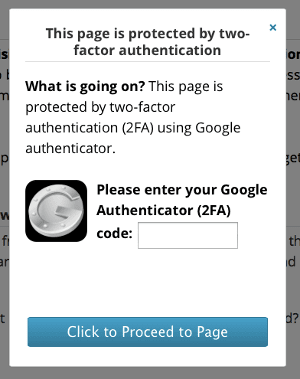 ×
This page is protected by two-
factor authentication
What is going on? This page is
protected by two-factor
authentication (2FA) using Google
authenticator.
Please enter your Google
Authenticator (2FA)
code:
Click to Proceed to Page